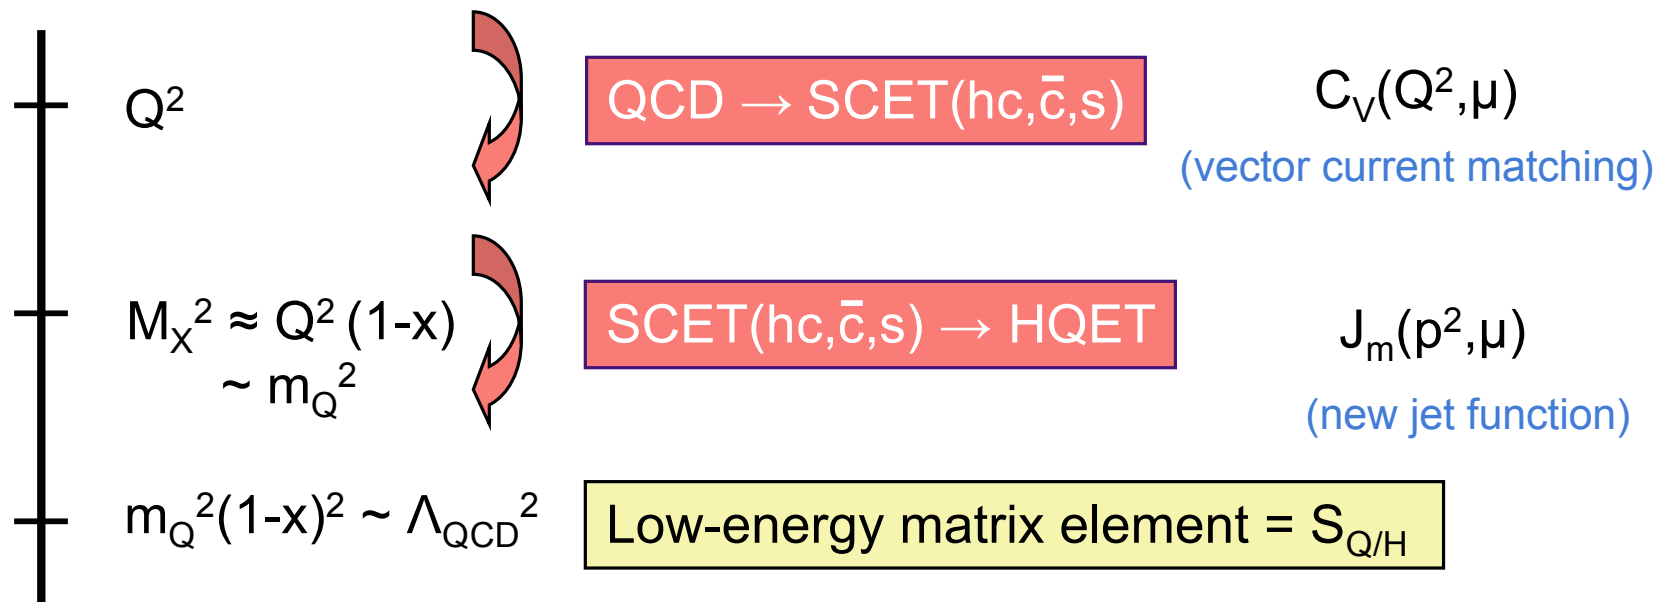 Q² QCD → SCET(hc,c̄,s) C_V(Q²,μ)
(vector current matching)
M_X² ≈ Q² (1-x) SCET(hc,c̄,s) → HQET J_m(p²,μ)
~ m_Q²
(new jet function)
m_Q²(1-x)² ~ Λ_QCD² Low-energy matrix element = S_Q/H